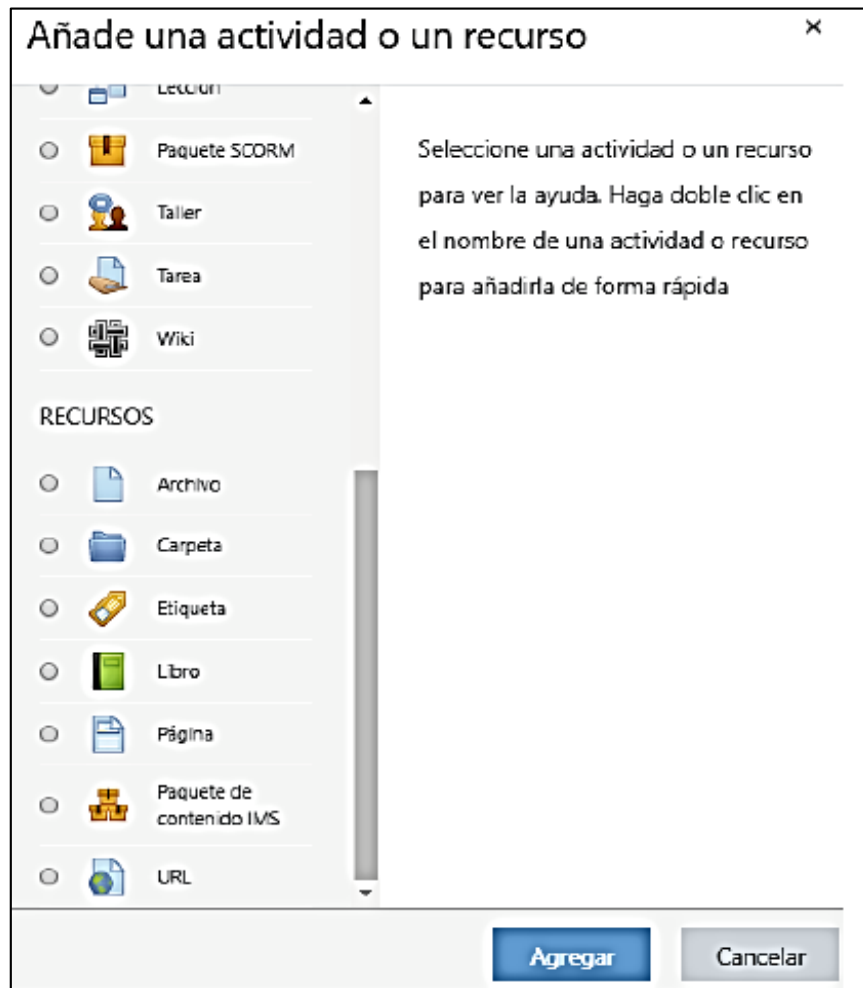 Añade una actividad o un recurso
×
Lección
Paquete SCORM
Taller
Tarea
Wiki
RECURSOS
Archivo
Carpeta
Etiqueta
Libro
Página
Paquete de
contenido IMS
URL
Seleccione una actividad o un recurso
para ver la ayuda. Haga doble clic en
el nombre de una actividad o recurso
para añadirla de forma rápida
Agregar
Cancelar